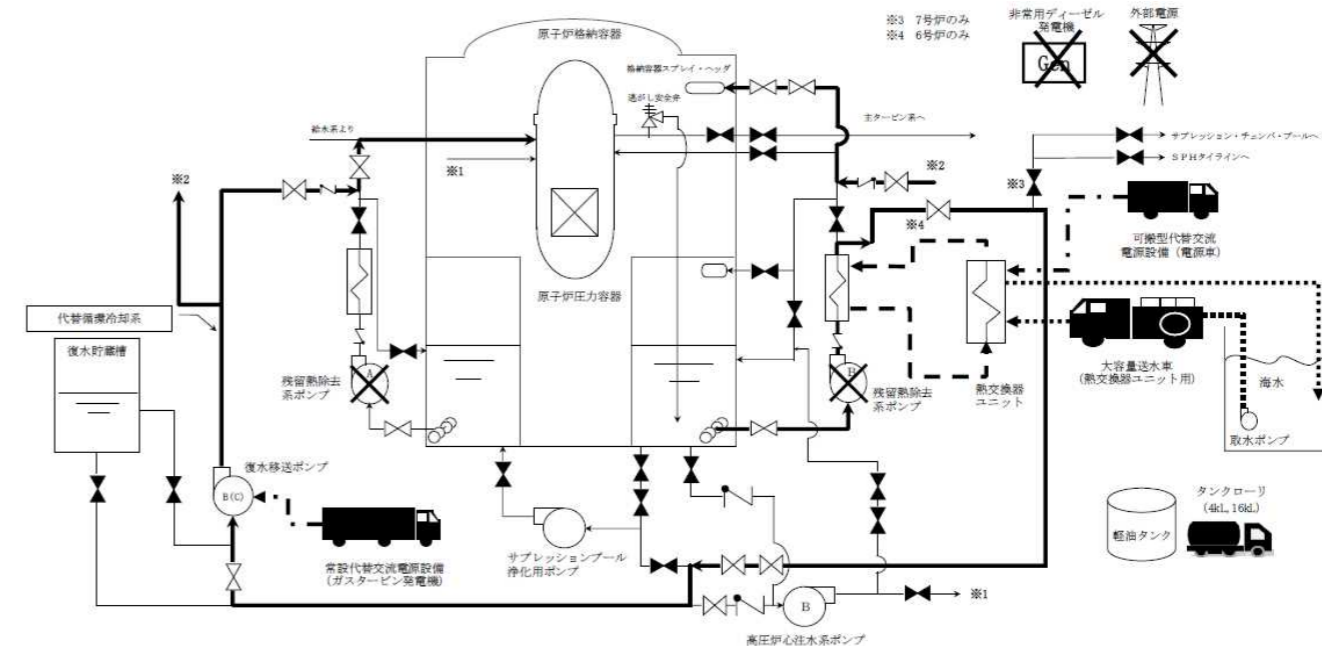 ※3 7号炉のみ
※4 6号炉のみ
非常用ディーゼル
発電機
Gen
外部電源
原子炉格納容器
格納容器スプレイ・ヘッダ
逃がし安全弁
給水系より
主タービン系へ
※1
※2
※2
※3
サプレッション・チェンバ・プールへ
SPHタイラインへ
※4
可搬型代替交流
電源設備(電源車)
原子炉圧力容器
代替循環冷却系
復水貯蔵槽
A
残留熱除去
系ポンプ
B
残留熱除去
系ポンプ
熱交換器
ユニット
大容量送水車
(熱交換器ユニット用)
海水
取水ポンプ
復水移送ポンプ
B(C)
常設代替交流電源設備
(ガスタービン発電機)
サプレッションプール
浄化用ポンプ
B
※1
高圧炉心注水系ポンプ
軽油タンク
タンクローリ
(4kL, 16kL)